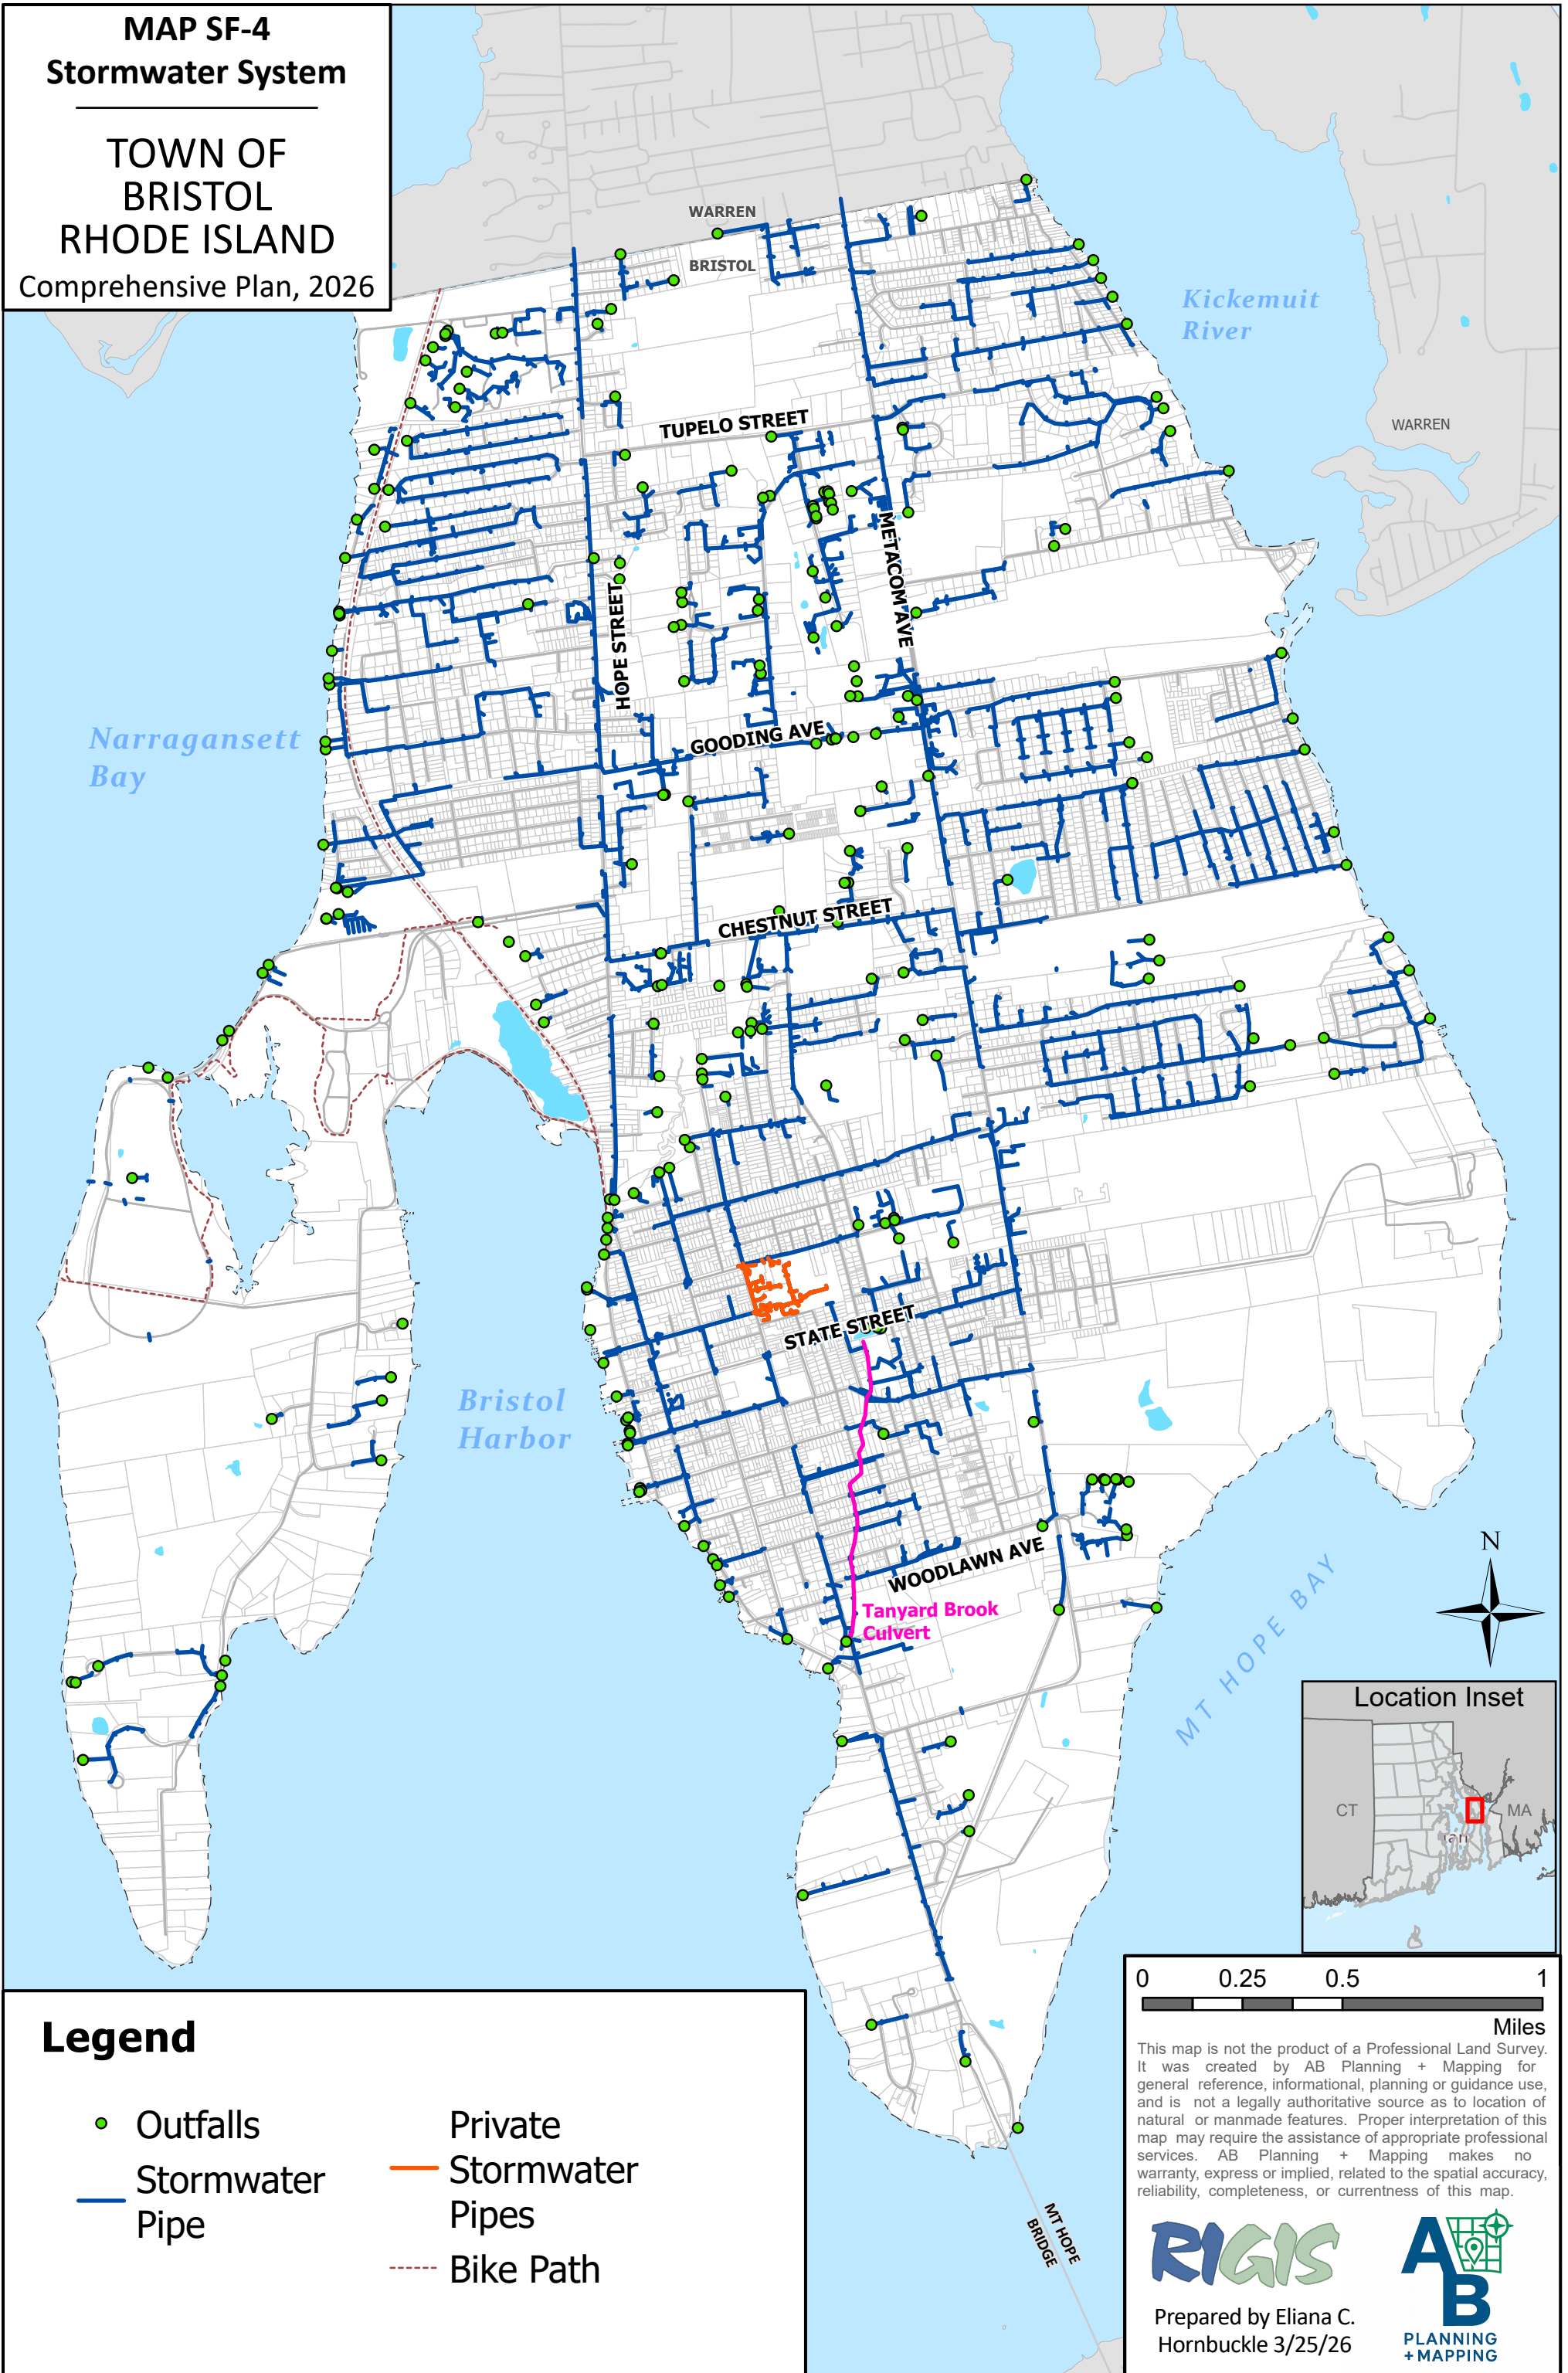 MAP SF-4
Stormwater System
TOWN OF
BRISTOL
RHODE ISLAND
Comprehensive Plan, 2026
WARREN
BRISTOL
Kickemuit
River
WARREN
TUPELO STREET
METACOM AVE
HOPE STREET
Narragansett
Bay
GOODING AVE
CHESTNUT STREET
STATE STREET
Bristol
Harbor
WOODLAWN AVE
Tanyard Brook
Culvert
MT HOPE BAY
N
Location Inset
CT
MA
0 0.25 0.5 1
Miles
This map is not the product of a Professional Land Survey.
It was created by AB Planning + Mapping for
general reference, informational, planning or guidance use,
and is not a legally authoritative source as to location of
natural or manmade features. Proper interpretation of this
map may require the assistance of appropriate professional
services. AB Planning + Mapping makes no
warranty, express or implied, related to the spatial accuracy,
reliability, completeness, or currentness of this map.
RIGIS
Prepared by Eliana C.
Hornbuckle 3/25/26
AB
PLANNING
+MAPPING
MT HOPE
BRIDGE
Legend
Outfalls
Stormwater
Pipe
Private
Stormwater
Pipes
Bike Path